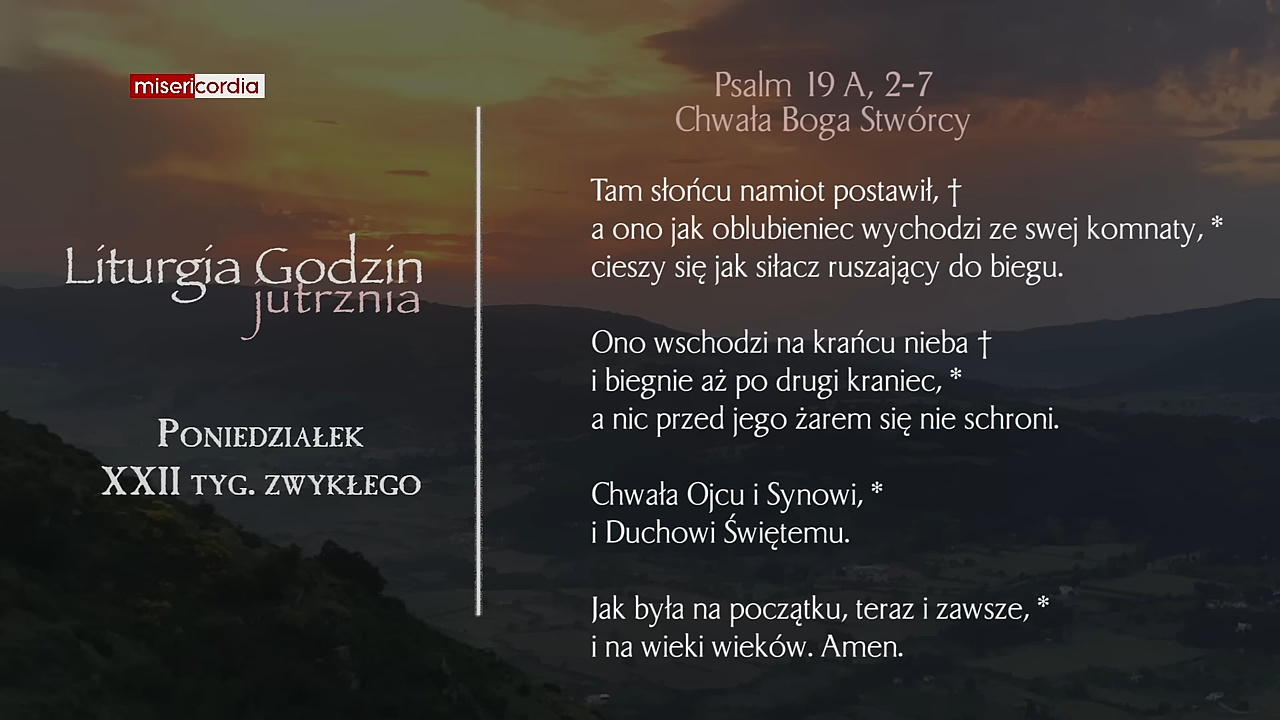 misericordia
Liturgia Godzin
jutrznia
Poniedziałek
XXII tyg. zwykłego
Psalm 19 A, 2-7
Chwała Boga Stwórcy
Tam słońcu namiot postawił, †
a ono jak oblubieniec wychodzi ze swej komnaty, *
cieszy się jak siłacz ruszający do biegu.
Ono wschodzi na krańcu nieba †
i biegnie aż po drugi kraniec, *
a nic przed jego żarem się nie schroni.
Chwała Ojcu i Synowi, *
i Duchowi Świętemu.
Jak była na początku, teraz i zawsze, *
i na wieki wieków. Amen.